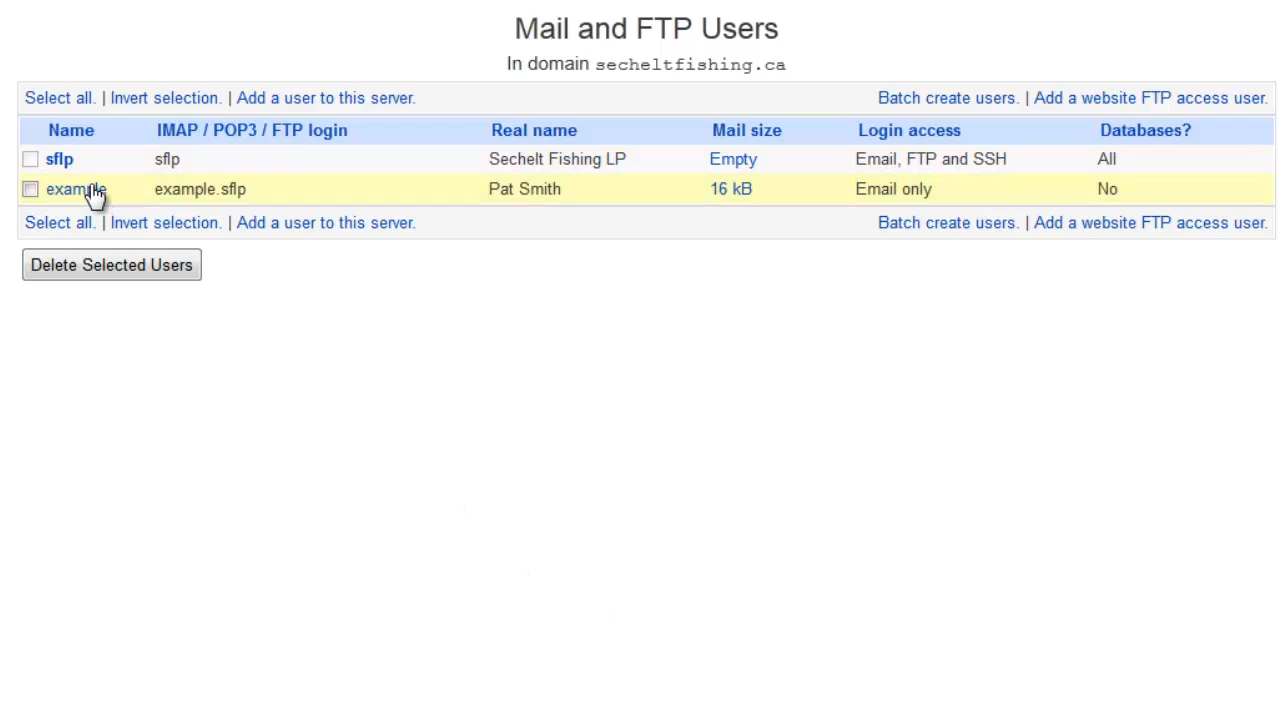 Mail and FTP Users
In domain secheltfishing.ca
Select all. | Invert selection. | Add a user to this server. Batch create users. | Add a website FTP access user.
Name IMAP / POP3 / FTP login Real name Mail size Login access Databases?
sflp sflp Sechelt Fishing LP Empty Email, FTP and SSH All
example example.sflp Pat Smith 16 kB Email only No
Select all. | Invert selection. | Add a user to this server. Batch create users. | Add a website FTP access user.
Delete Selected Users